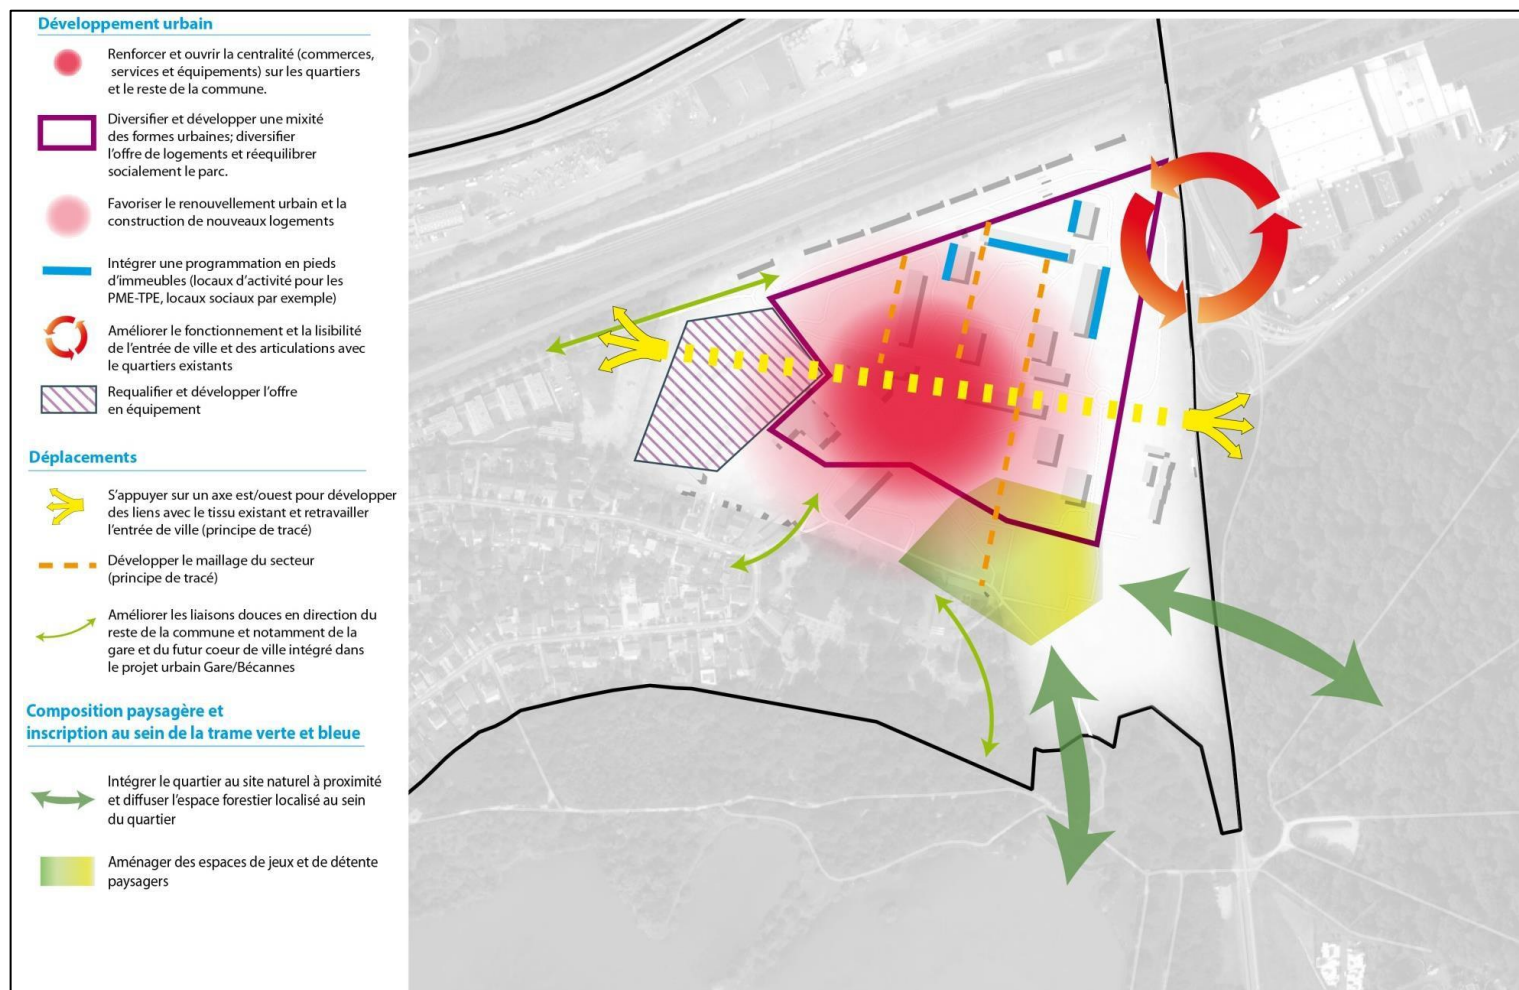 Développement urbain
Renforcer et ouvrir la centralité (commerces,
services et équipements) sur les quartiers
et le reste de la commune.
Diversifier et développer une mixité
des formes urbaines; diversifier
l'offre de logements et réequilibrer
socialement le parc.
Favoriser le renouvellement urbain et la
construction de nouveaux logements
Intégrer une programmation en pieds
d'immeubles (locaux d'activité pour les
PME-TPE, locaux sociaux par exemple)
Améliorer le fonctionnement et la lisibilité
de l'entrée de ville et des articulations avec
le quartiers existants
Requalifier et développer l'offre
en équipement
Déplacements
S'appuyer sur un axe est/ouest pour développer
des liens avec le tissu existant et retravailler
l'entrée de ville (principe de tracé)
Développer le maillage du secteur
(principe de tracé)
Améliorer les liaisons douces en direction du
reste de la commune et notamment de la
gare et du futur coeur de ville intégré dans
le projet urbain Gare/Bécannes
Composition paysagère et
inscription au sein de la trame verte et bleue
Intégrer le quartier au site naturel à proximité
et diffuser l'espace forestier localisé au sein
du quartier
Aménager des espaces de jeux et de détente
paysagers